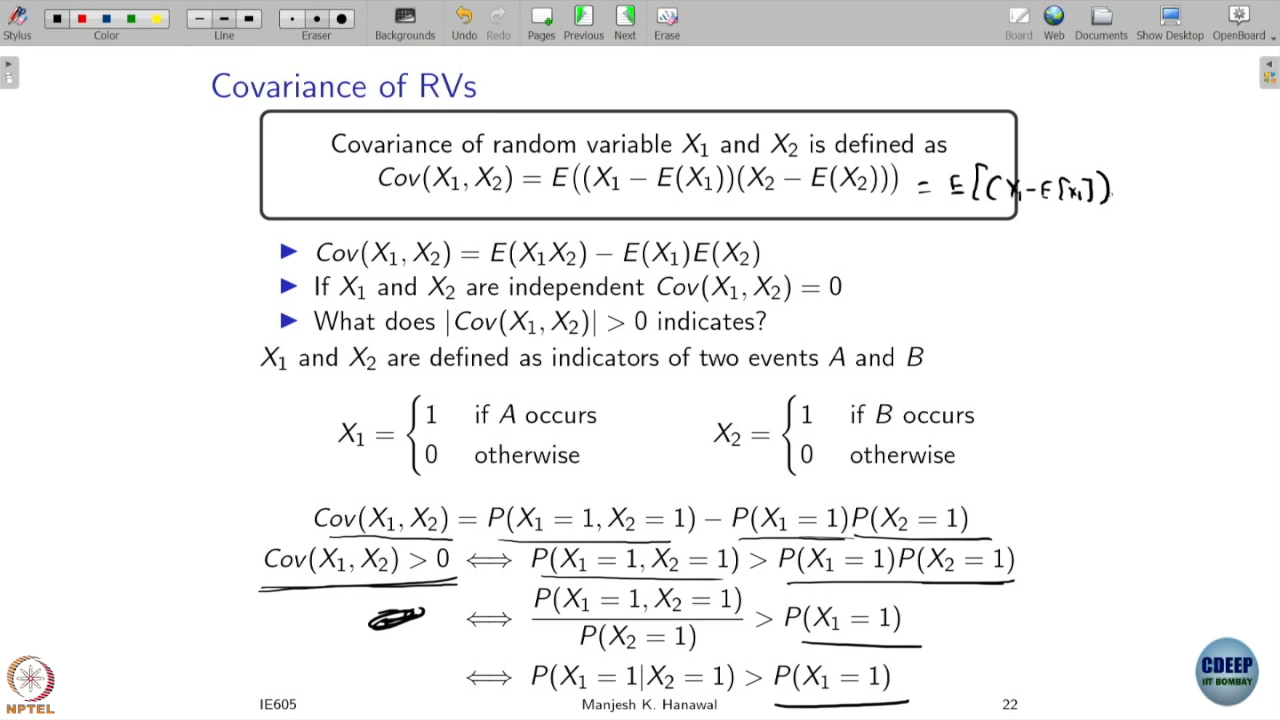 Stylus Color Line Eraser Backgrounds Undo Redo Pages Previous Next Erase Board Web Documents Show Desktop OpenBoard
Covariance of RVs
Covariance of random variable X₁ and X₂ is defined as
Cov(X₁, X₂) = E((X₁ − E(X₁))(X₂ − E(X₂))) = E[(X₁-E[X₁])
▶ Cov(X₁, X₂) = E(X₁X₂) − E(X₁)E(X₂)
▶ If X₁ and X₂ are independent Cov(X₁, X₂) = 0
▶ What does |Cov(X₁, X₂)| > 0 indicates?
X₁ and X₂ are defined as indicators of two events A and B
X₁ = { 1 if A occurs
0 otherwise
X₂ = { 1 if B occurs
0 otherwise
Cov(X₁, X₂) = P(X₁ = 1, X₂ = 1) − P(X₁ = 1)P(X₂ = 1)
Cov(X₁, X₂) > 0 ⟺ P(X₁ = 1, X₂ = 1) > P(X₁ = 1)P(X₂ = 1)
⟺ P(X₁ = 1, X₂ = 1) / P(X₂ = 1) > P(X₁ = 1)
⟺ P(X₁ = 1|X₂ = 1) > P(X₁ = 1)
NPTEL
IE605 Manjesh K. Hanawal 22
CDEEP
IIT BOMBAY